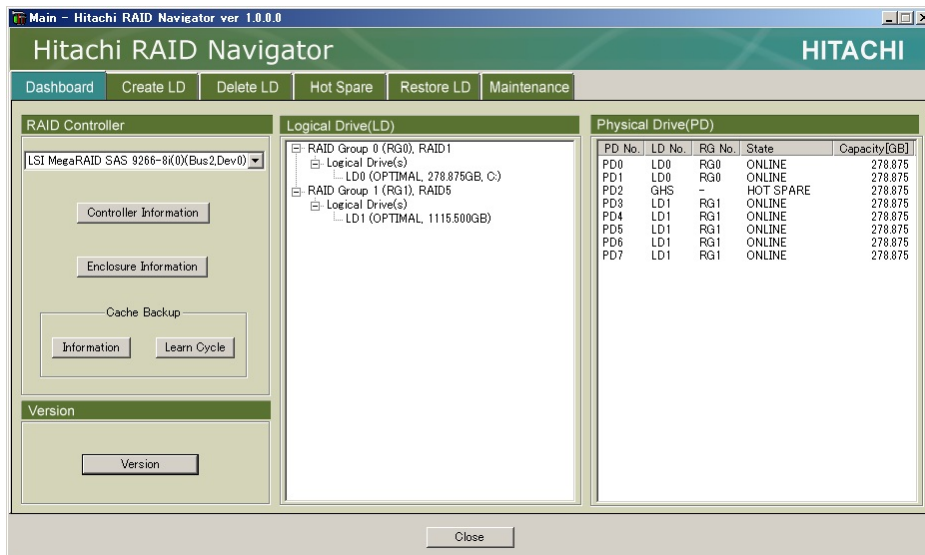 Main - Hitachi RAID Navigator ver 1.0.0.0
Hitachi RAID Navigator
HITACHI
Dashboard Create LD Delete LD Hot Spare Restore LD Maintenance
RAID Controller
LSI MegaRAID SAS 9266-8i(0)(Bus2,Dev0)
Controller Information
Enclosure Information
Cache Backup
Information Learn Cycle
Version
Version
Logical Drive(LD)
RAID Group 0 (RG0), RAID1
Logical Drive(s)
LD0 (OPTIMAL, 278.875GB, C:)
RAID Group 1 (RG1), RAID5
Logical Drive(s)
LD1 (OPTIMAL, 1115.500GB)
Physical Drive(PD)
PD No. LD No. RG No. State Capacity[GB]
PD0 LD0 RG0 ONLINE 278.875
PD1 LD0 RG0 ONLINE 278.875
PD2 GHS - HOT SPARE 278.875
PD3 LD1 RG1 ONLINE 278.875
PD4 LD1 RG1 ONLINE 278.875
PD5 LD1 RG1 ONLINE 278.875
PD6 LD1 RG1 ONLINE 278.875
PD7 LD1 RG1 ONLINE 278.875
Close